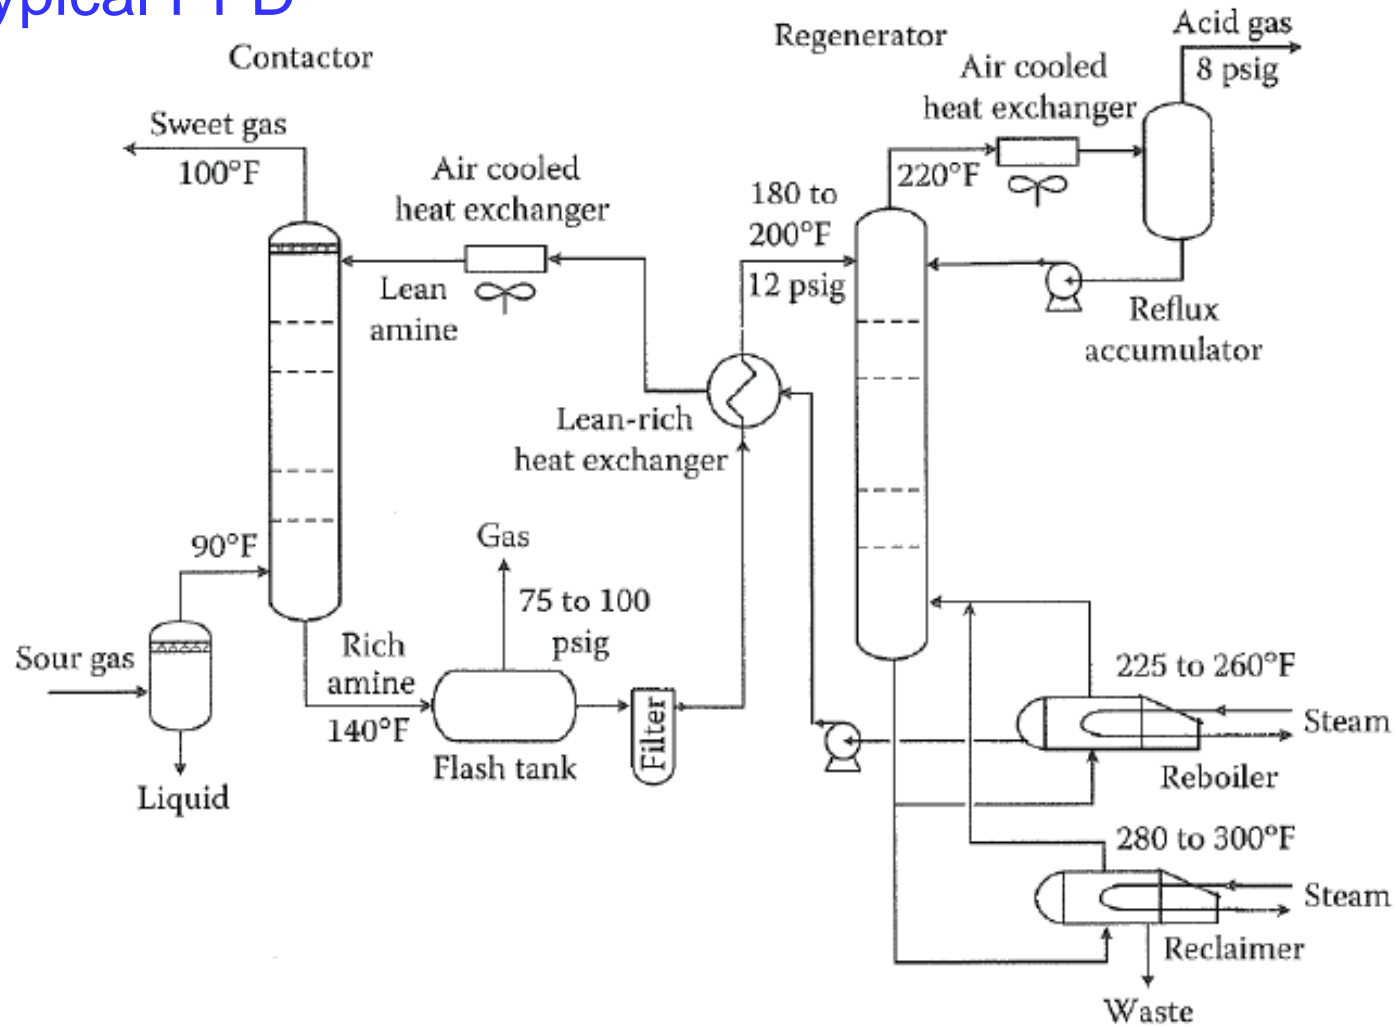 ypical PFD
Contactor
Regenerator
Acid gas
8 psig
Air cooled
heat exchanger
Sweet gas
100°F
Air cooled
heat exchanger
180 to
200°F
12 psig
220°F
Lean
amine
Reflux
accumulator
Lean-rich
heat exchanger
90°F
Gas
75 to 100
psig
Sour gas
Rich
amine
140°F
Flash tank
Filter
Liquid
225 to 260°F
Steam
Reboiler
280 to 300°F
Steam
Reclaimer
Waste